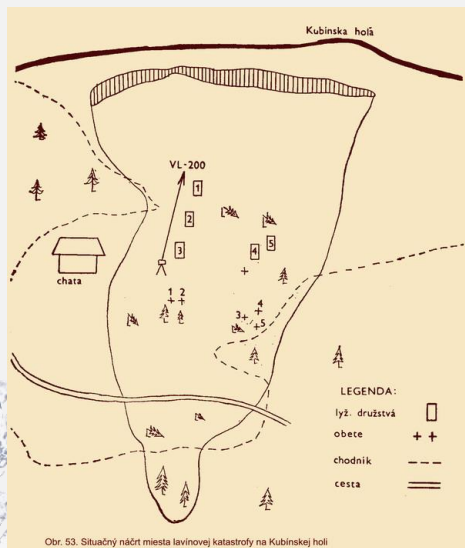 Kubínska hoľa
VL-200
1
2
3
4
5
chata
1 2
4
3
5
LEGENDA:
lyž. družstvá
obete
chodník
cesta
Obr. 53. Situačný náčrt miesta lavínovej katastrofy na Kubínskej holi